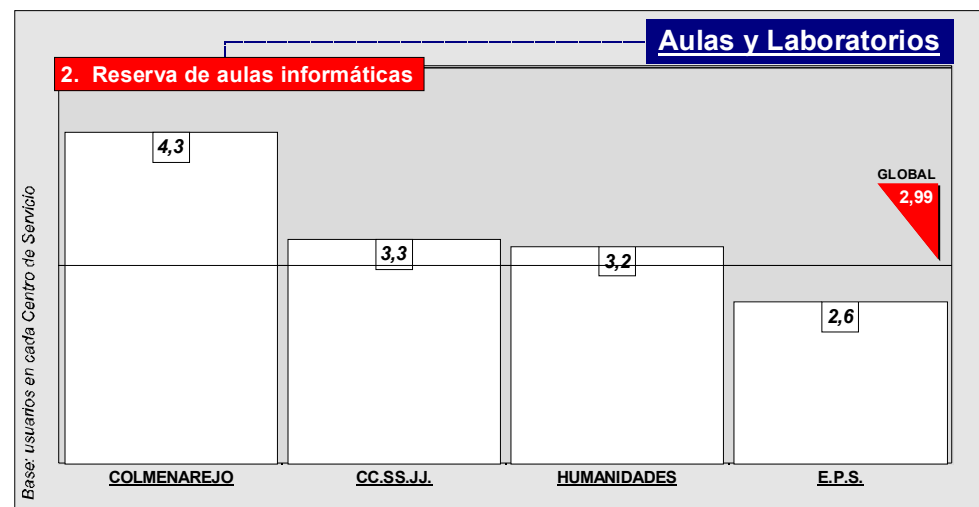 Aulas y Laboratorios
2. Reserva de aulas informáticas
4,3
GLOBAL
2,99
3,3
3,2
2,6
Base: usuarios en cada Centro de Servicio
COLMENAREJO
CC.SS.JJ.
HUMANIDADES
E.P.S.